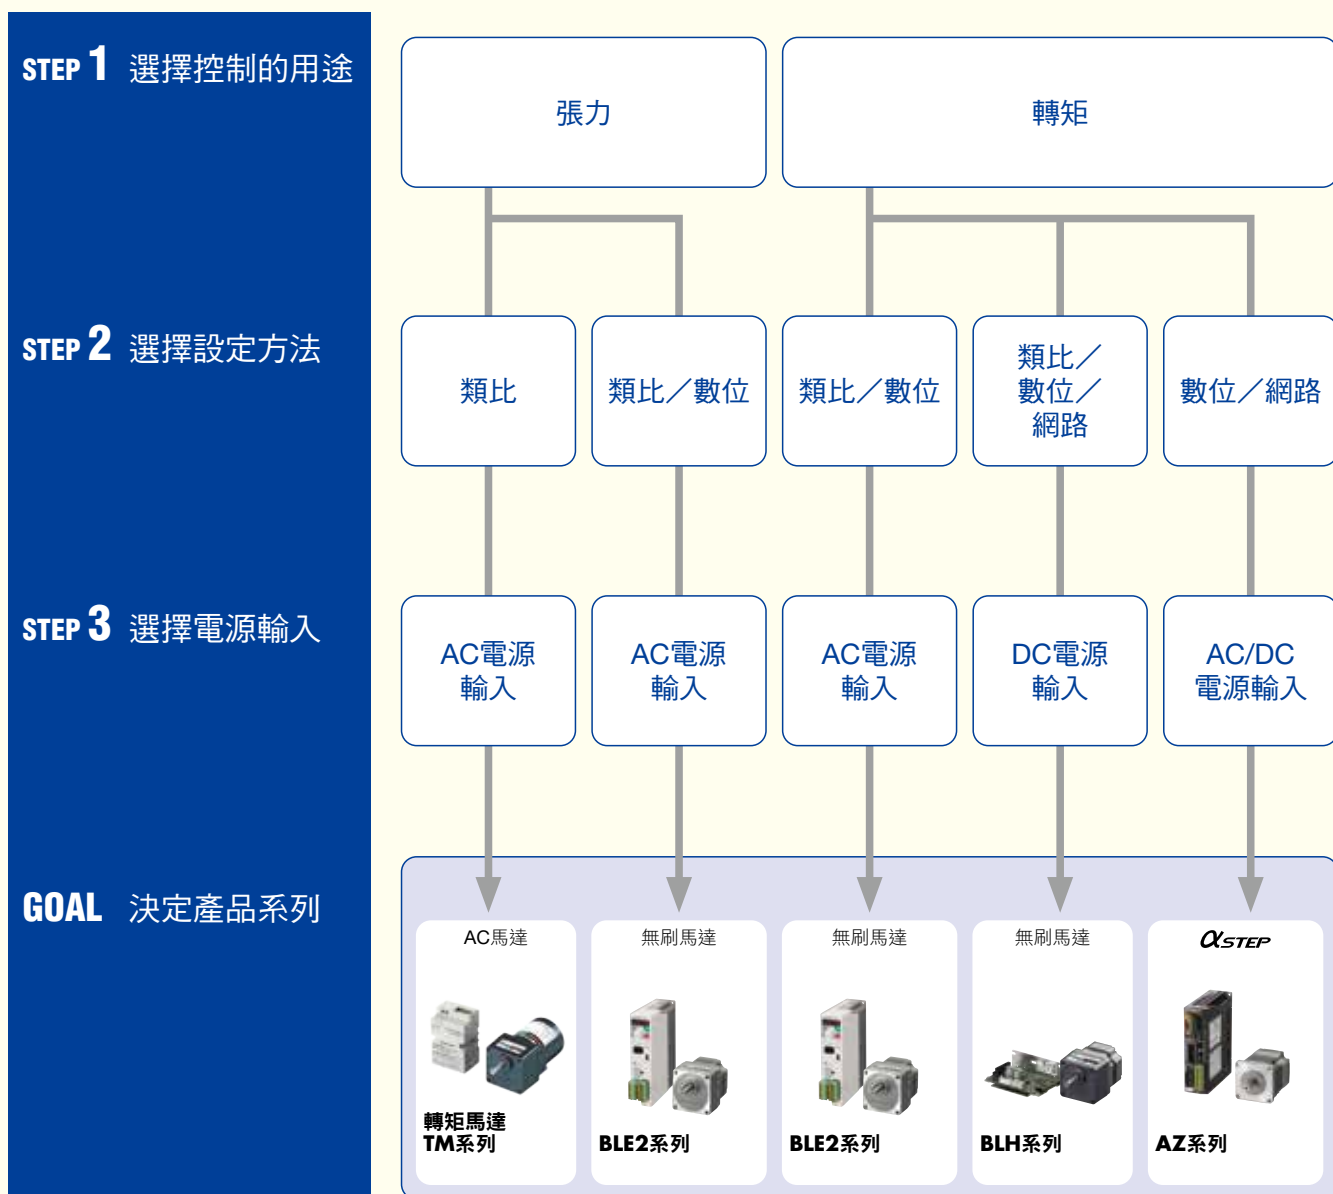 STEP 1 選擇控制的用途
張力
轉矩
STEP 2 選擇設定方法
類比
類比／數位
類比／數位
類比／
數位／
網路
數位／網路
STEP 3 選擇電源輸入
AC電源
輸入
AC電源
輸入
AC電源
輸入
DC電源
輸入
AC/DC
電源輸入
GOAL 決定產品系列
AC馬達
轉矩馬達
TM系列
無刷馬達
BLE2系列
無刷馬達
BLE2系列
無刷馬達
BLH系列
αSTEP
AZ系列